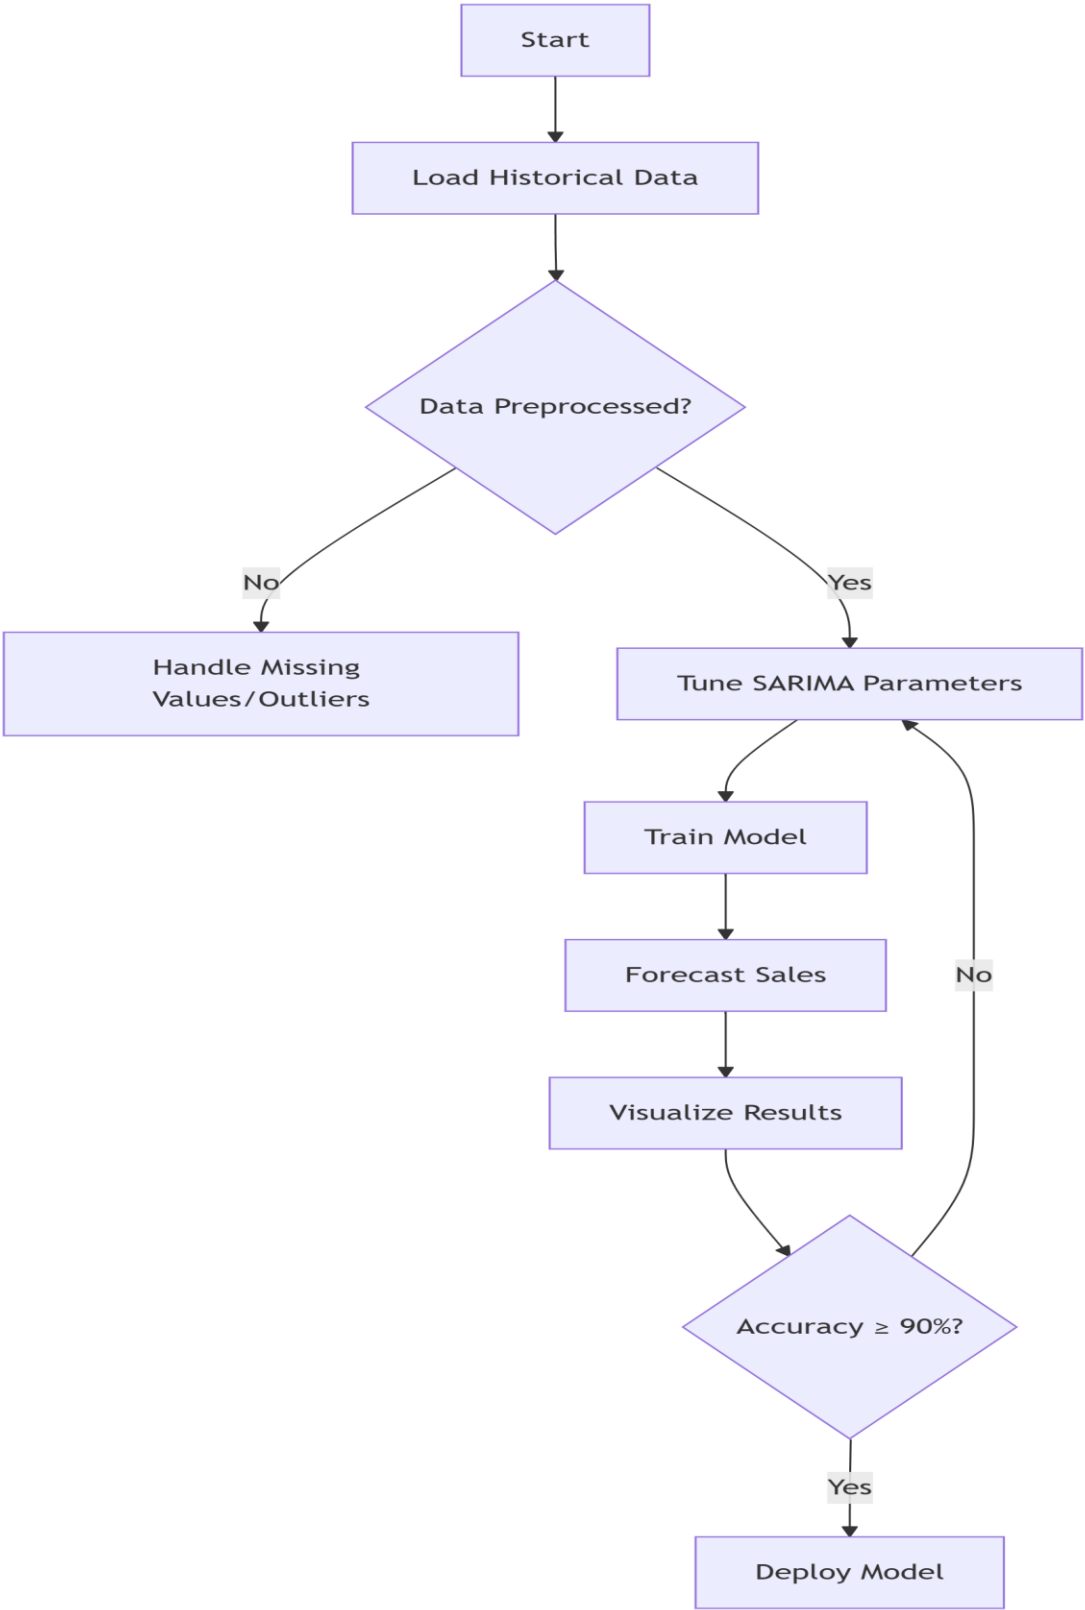 Start
Load Historical Data
Data Preprocessed?
No
Yes
Handle Missing
Values/Outliers
Tune SARIMA Parameters
Train Model
Forecast Sales
No
Visualize Results
Accuracy ≥ 90%?
Yes
Deploy Model